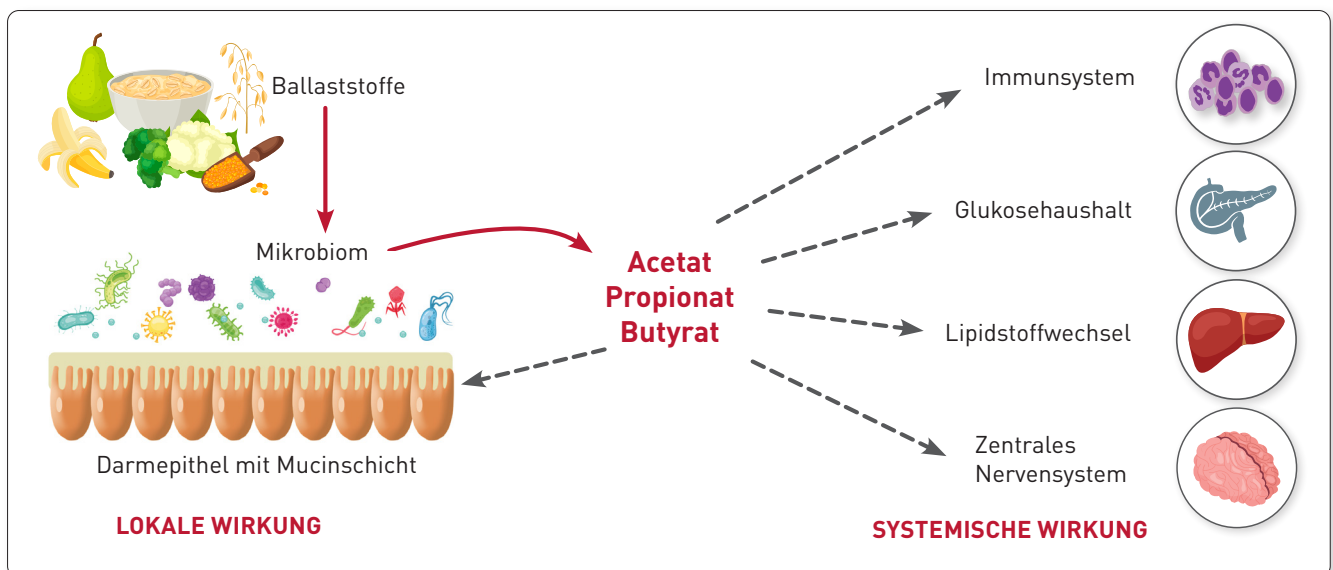 Ballaststoffe
Mikrobiom
Acetat
Propionat
Butyrat
Darmepithel mit Mucinschicht
LOKALE WIRKUNG
Immunsystem
Glukosehaushalt
Lipidstoffwechsel
Zentrales
Nervensystem
SYSTEMISCHE WIRKUNG